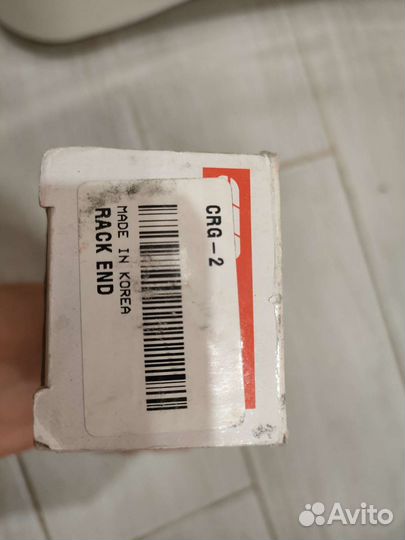 CRG-2
MADE IN KOREA
RACK END
Avito